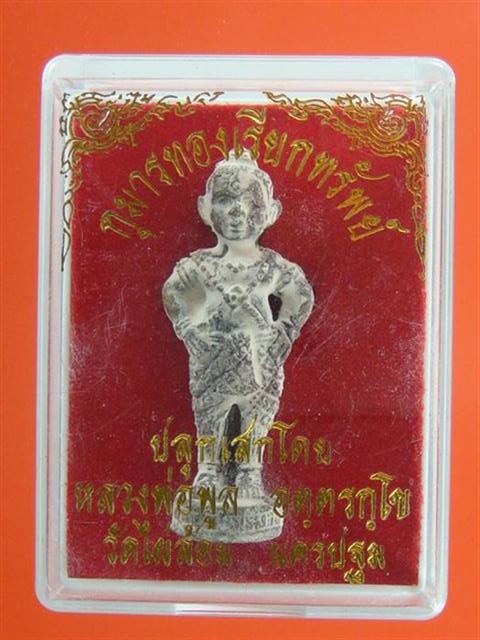 กุมารทองเรียกทรัพย์
ปลุกเสกโดย
หลวงพ่อพูล อตฺตรกฺโข
วัดไผ่ล้อม นครปฐม